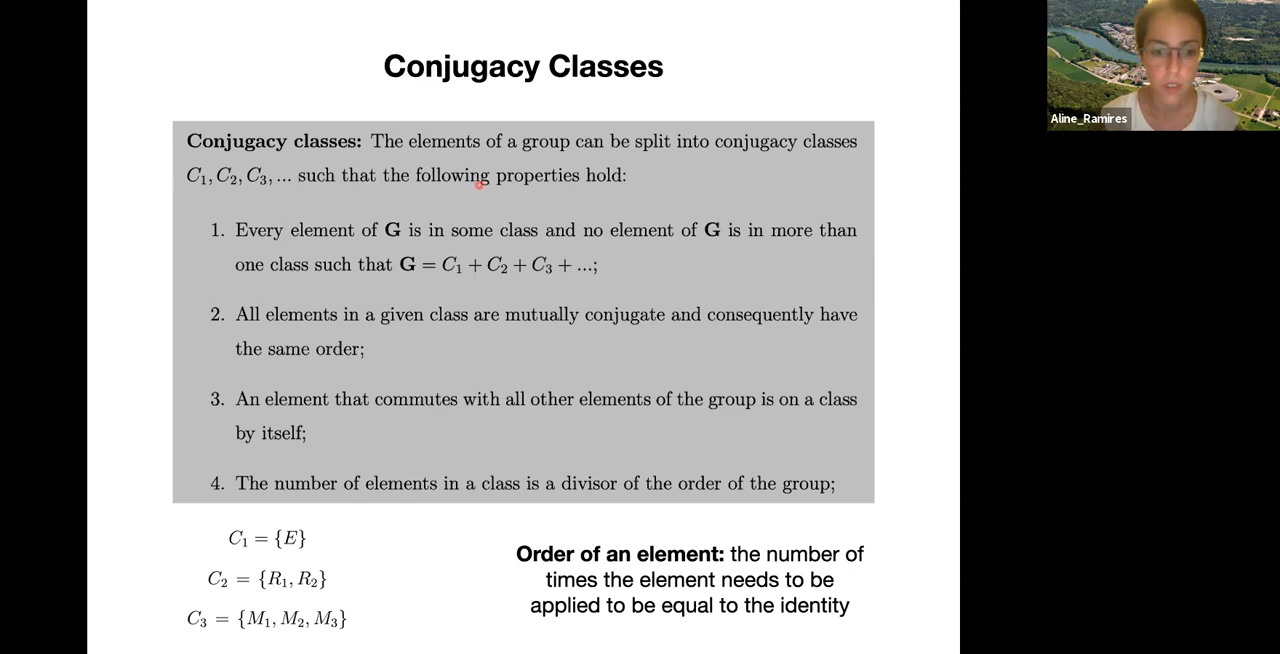 Conjugacy Classes
Aline_Ramires
Conjugacy classes: The elements of a group can be split into conjugacy classes
C₁, C₂, C₃, ... such that the following properties hold:
1. Every element of G is in some class and no element of G is in more than
one class such that G = C₁ + C₂ + C₃ + ...;
2. All elements in a given class are mutually conjugate and consequently have
the same order;
3. An element that commutes with all other elements of the group is on a class
by itself;
4. The number of elements in a class is a divisor of the order of the group;
C₁ = {E}
C₂ = {R₁, R₂}
C₃ = {M₁, M₂, M₃}
Order of an element: the number of
times the element needs to be
applied to be equal to the identity